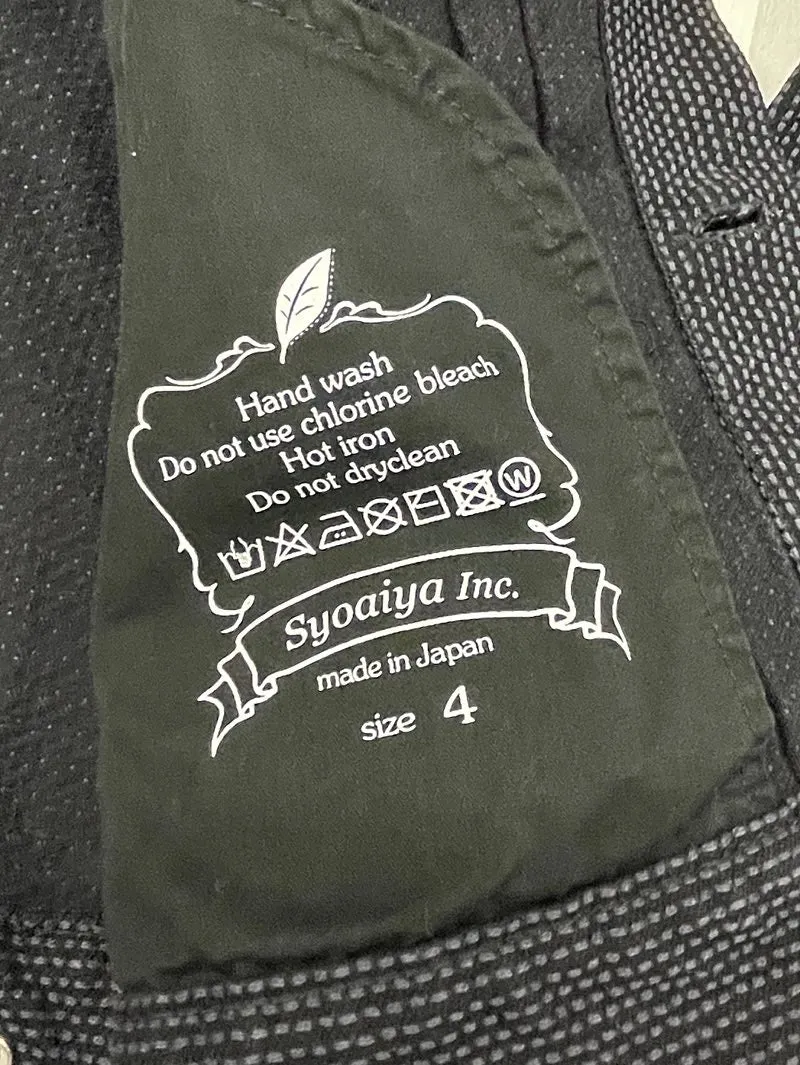 Hand wash
Do not use chlorine bleach
Hot iron
Do not dryclean
W
Syoaiya Inc.
made in Japan
size 4